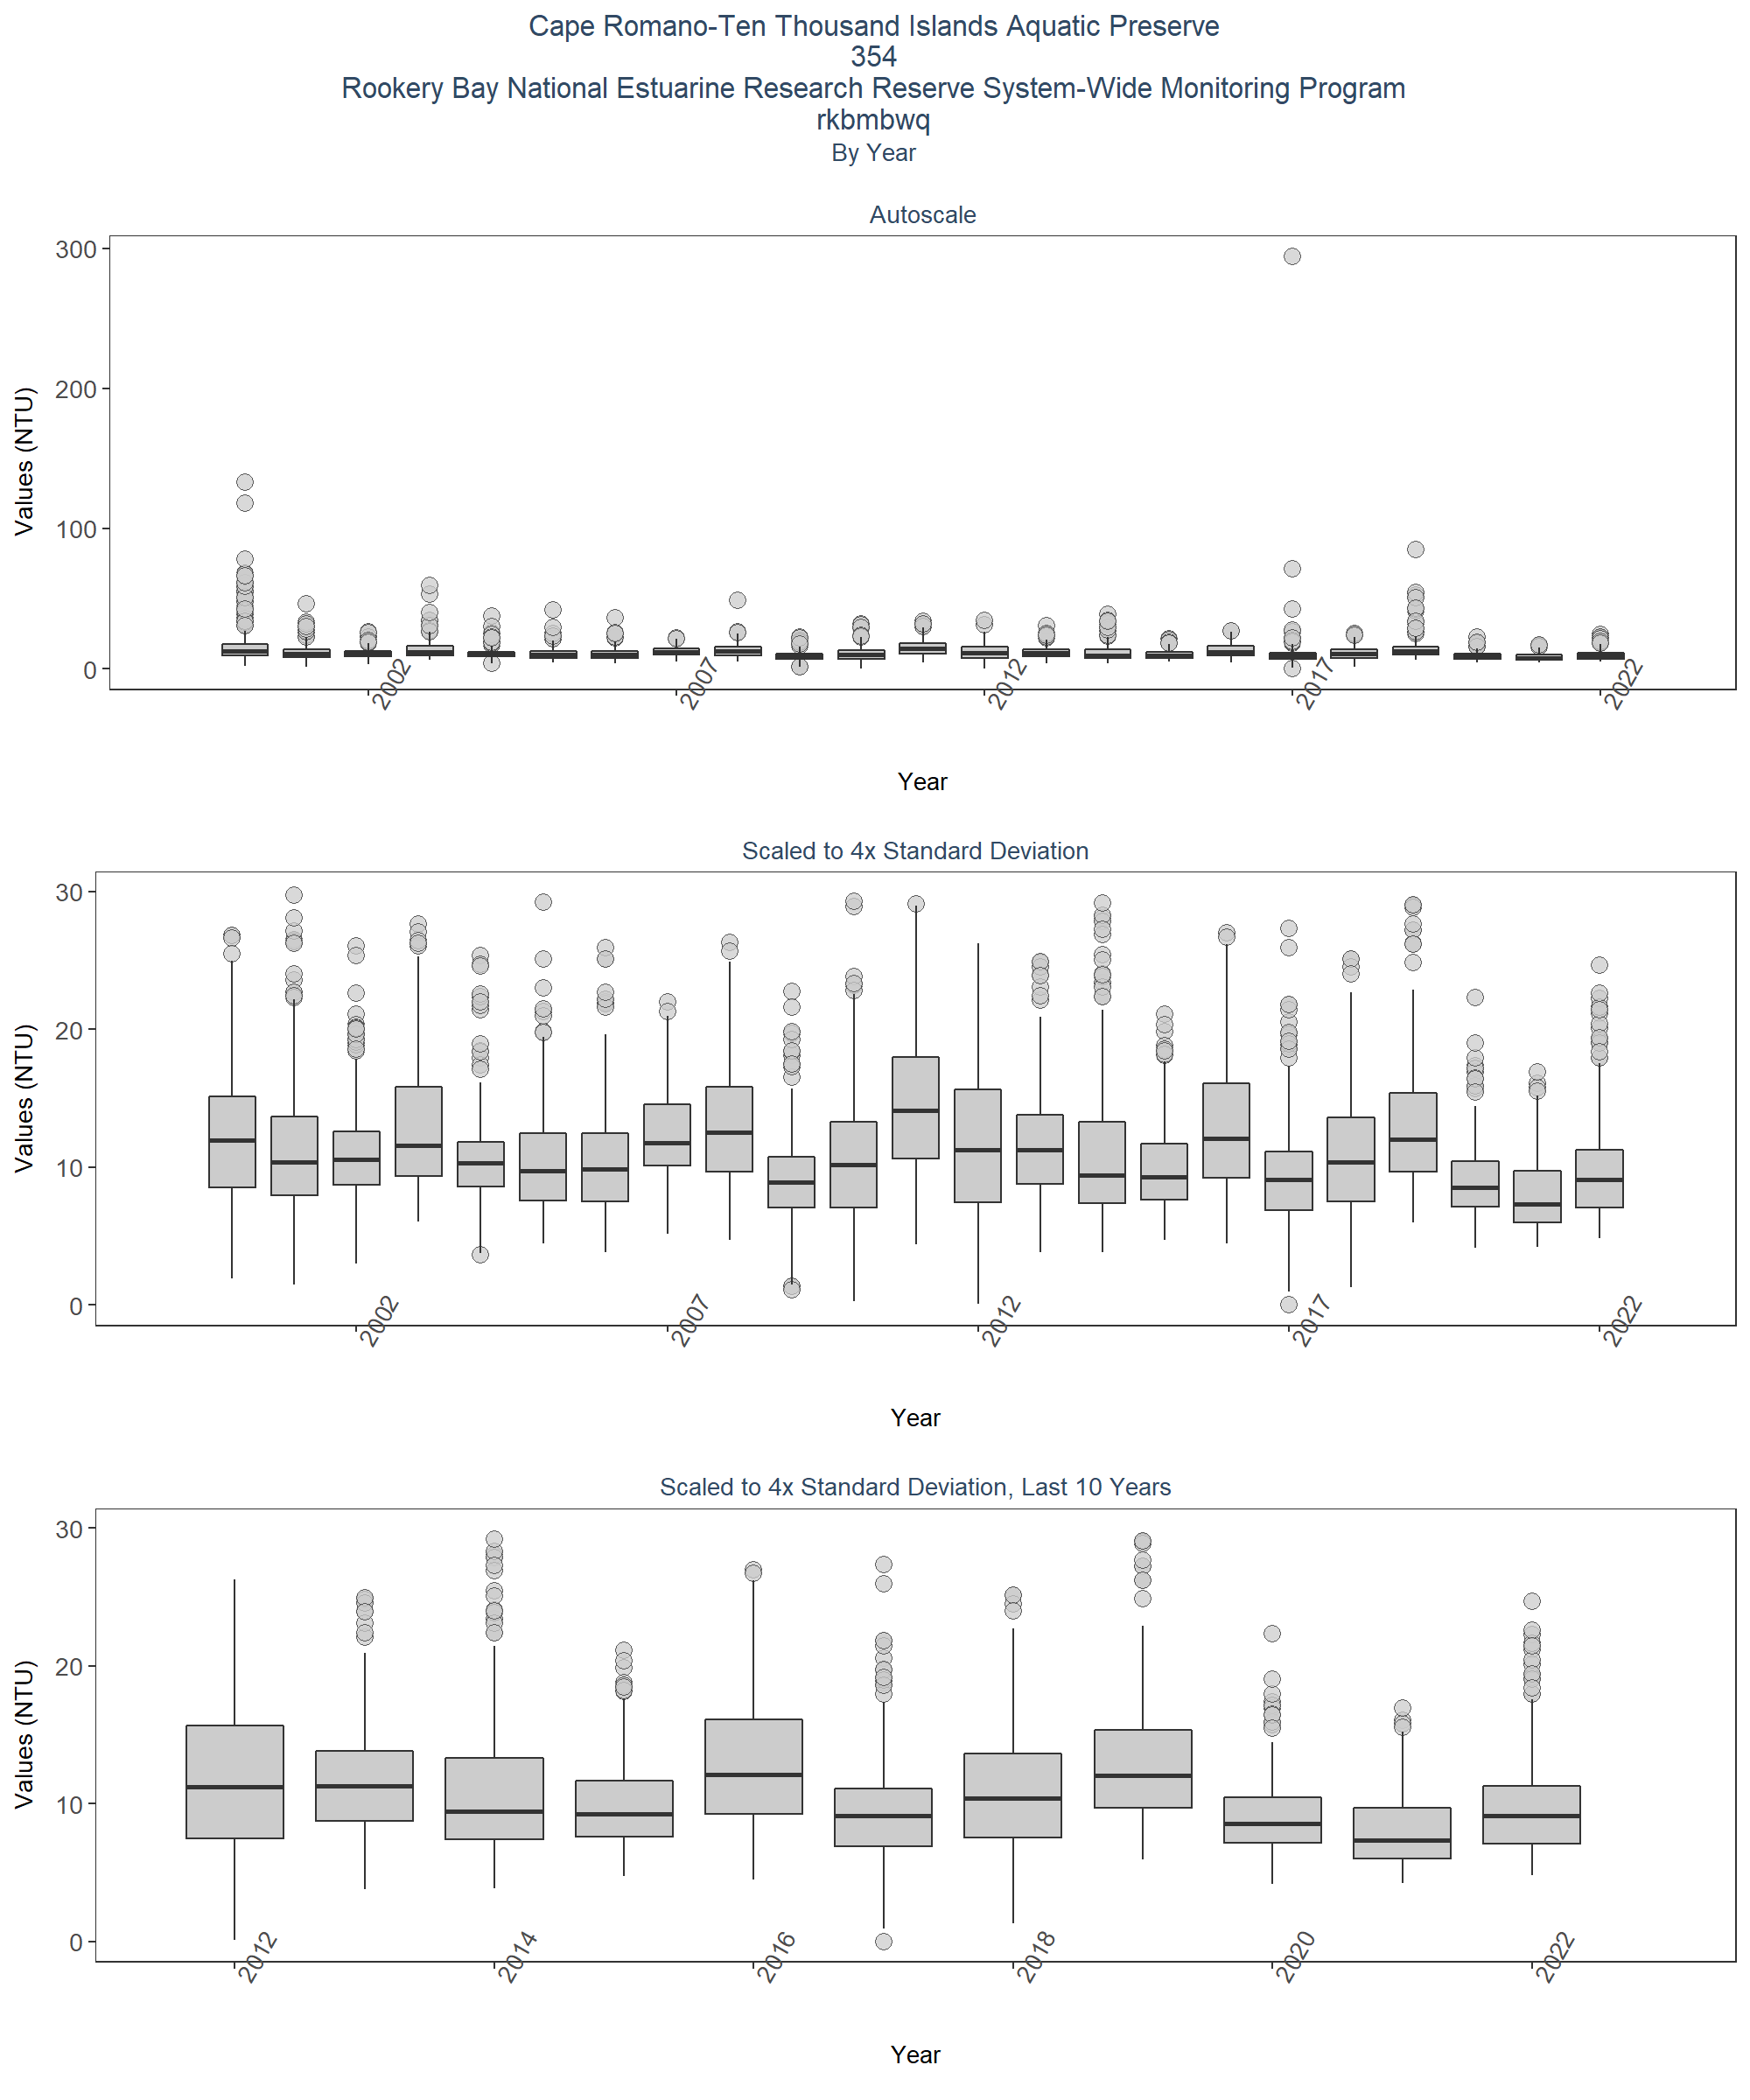 Cape Romano-Ten Thousand Islands Aquatic Preserve
354
Rookery Bay National Estuarine Research Reserve System-Wide Monitoring Program
rkbmbwq
By Year
Autoscale
Values (NTU)
300
200
100
0
2002
2007
2012
2017
2022
Year
Scaled to 4x Standard Deviation
Values (NTU)
30
20
10
0
2002
2007
2012
2017
2022
Year
Scaled to 4x Standard Deviation, Last 10 Years
Values (NTU)
30
20
10
0
2012
2014
2016
2018
2020
2022
Year